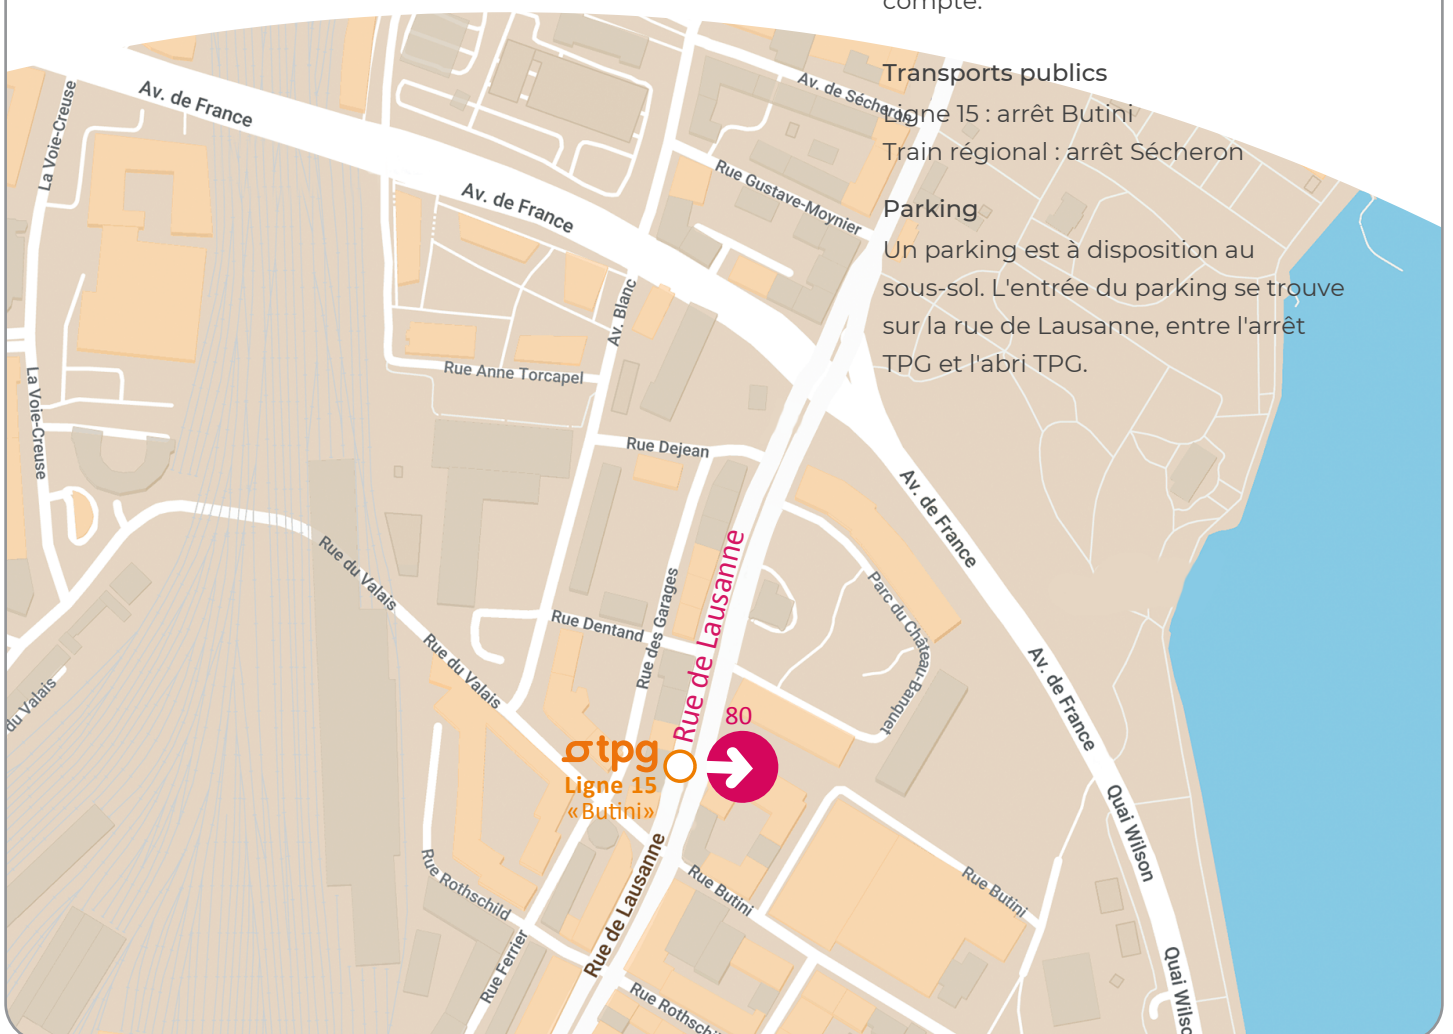 compte.
Transports publics
Ligne 15 : arrêt Butini
Train régional : arrêt Sécheron
Parking
Un parking est à disposition au
sous-sol. L'entrée du parking se trouve
sur la rue de Lausanne, entre l'arrêt
TPG et l'abri TPG.
Av. de France
La Voie-Creuse
Av. de Sécheron
Rue Gustave-Moynier
Av. de France
Av. Blanc
Rue Anne Torcapel
La Voie-Creuse
Rue Dejean
Av. de France
Rue du Valais
Rue de Lausanne
Parc du Château-Banquet
Rue des Garages
Rue Dentand
Rue du Valais
Av. de France
du Valais
80
tpg
Ligne 15
«Butini»
Quai Wilson
Rue de Lausanne
Rue Rothschild
Rue Butini
Rue Butini
Rue Ferrier
Quai Wils
Rue Rothsch